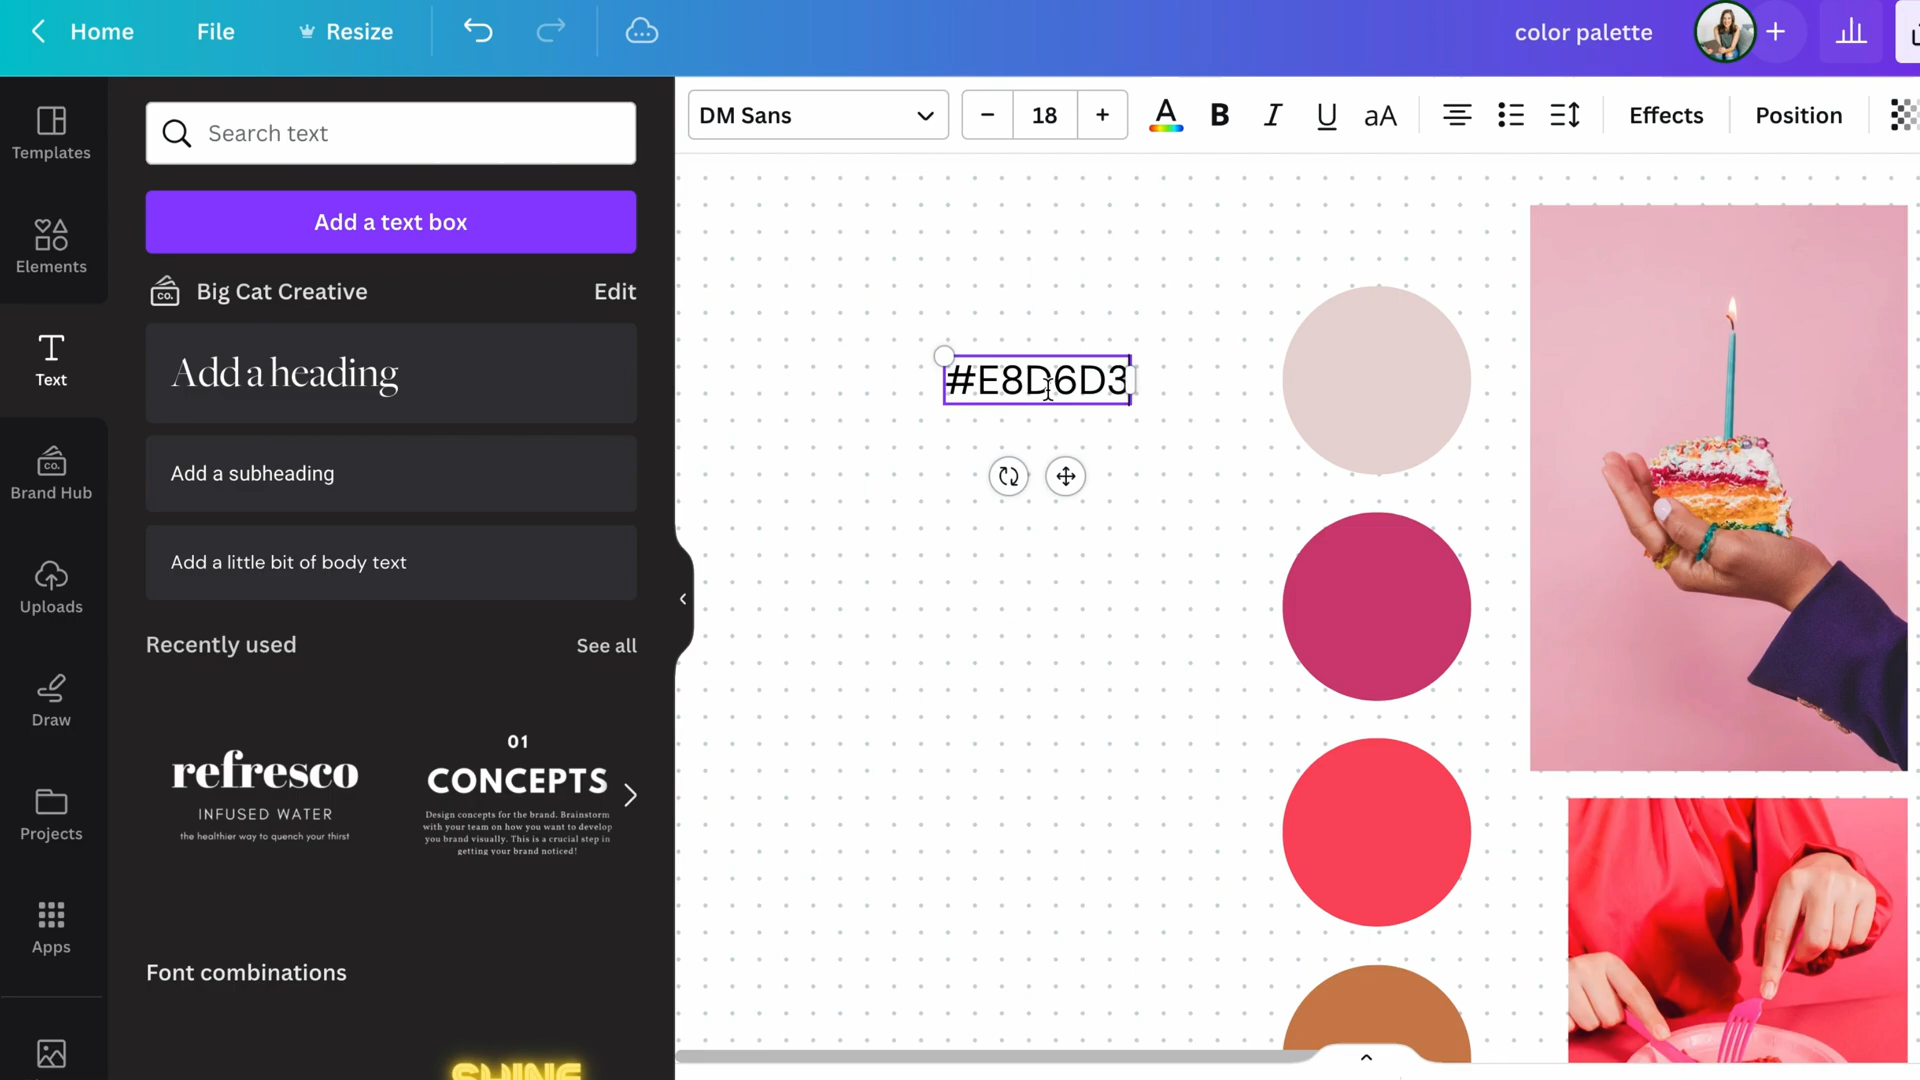 Home File Resize color palette
Templates
Elements
Text
Brand Hub
Uploads
Draw
Projects
Apps
Search text
Add a text box
CO. Big Cat Creative Edit
Add a heading
Add a subheading
Add a little bit of body text
Recently used See all
refresco
INFUSED WATER
the healthier way to quench your thirst
01
CONCEPTS
Design concepts for the brand. Brainstorm
with your team on how you want to develop
you brand visually. This is a crucial step in
getting your brand noticed!
Font combinations
SHINE
DM Sans 18 A B I U aA Effects Position
#E8D6D3